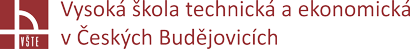 VŠTE
Vysoká škola technická a ekonomická
v Českých Budějovicích